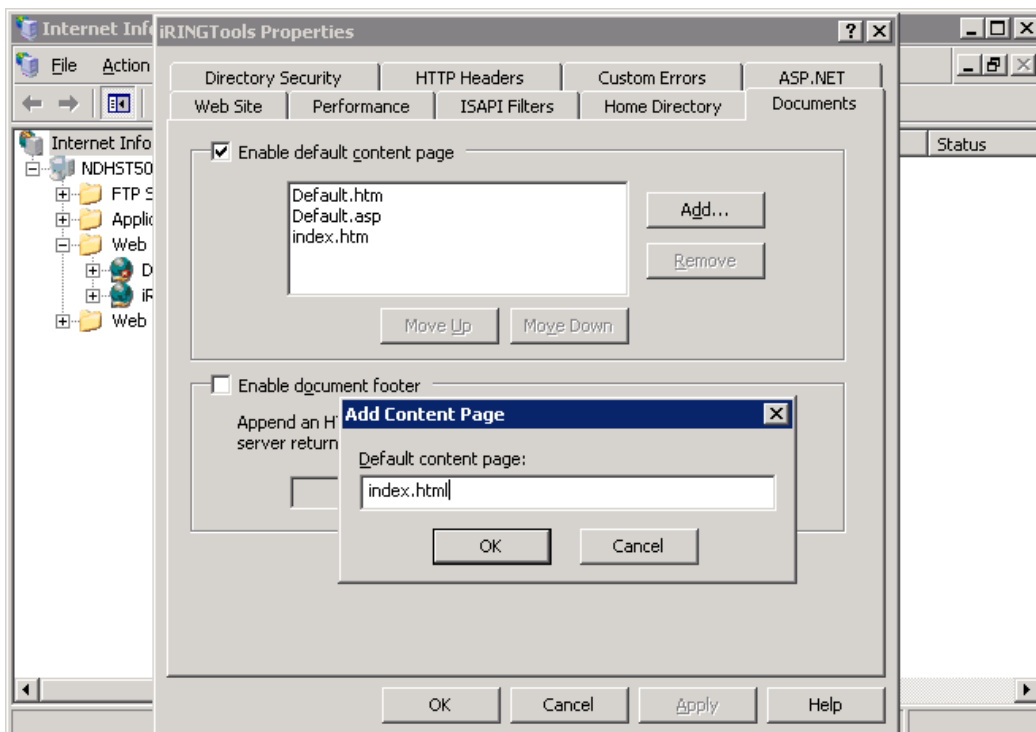 Internet Info
iRINGTools Properties
File Action
Directory Security HTTP Headers Custom Errors ASP.NET
Web Site Performance ISAPI Filters Home Directory Documents
Internet Info
Status
NDHST50
FTP S
Applic
Web
D
iR
Web
Enable default content page
Default.htm
Default.asp
index.htm
Add...
Remove
Move Up Move Down
Enable document footer
Append an HT
server return
Add Content Page
Default content page:
index.html
OK Cancel
OK Cancel Apply Help